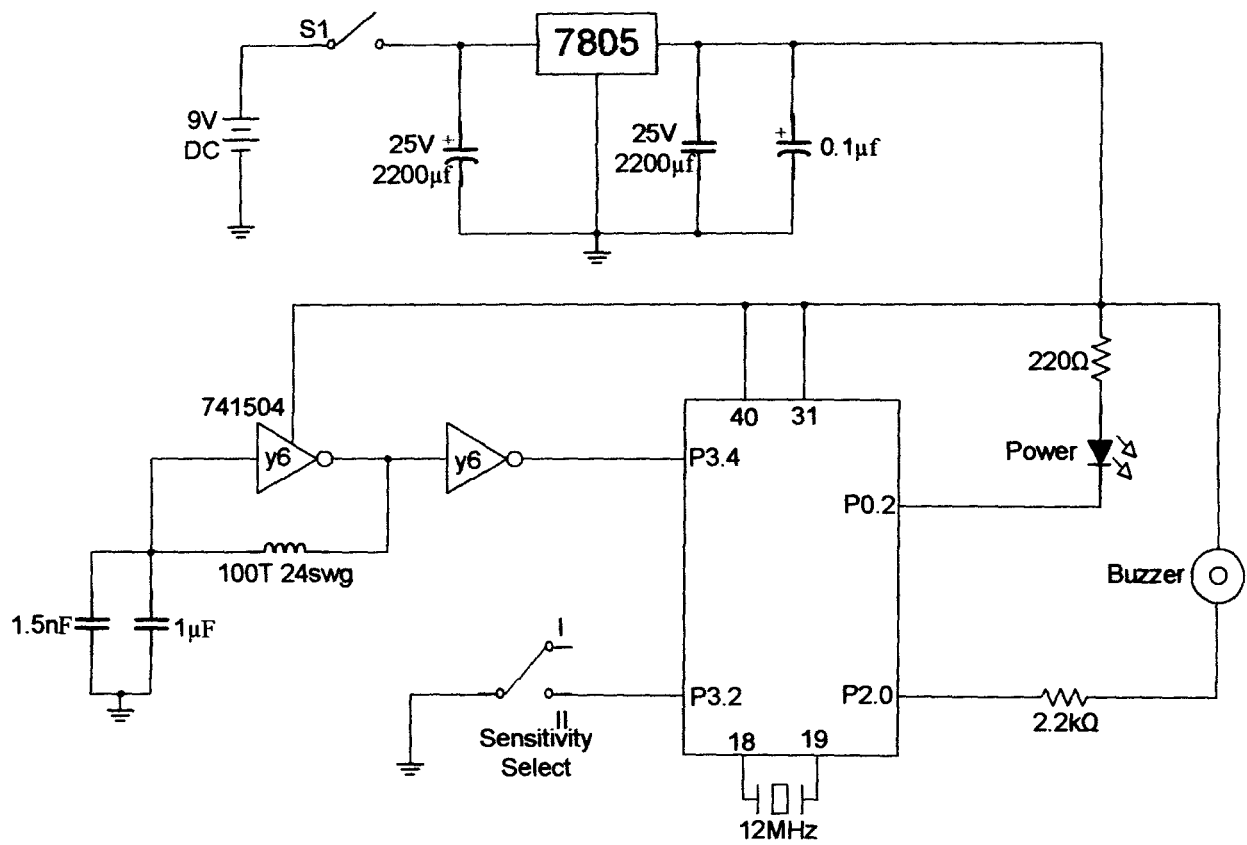 S1
7805
9V
DC
25V
2200µf
+
25V
2200µf
+
0.1µf
741504
y6
y6
100T 24swg
1.5nF
1µF
40
31
P3.4
P0.2
P3.2
P2.0
18
19
12MHz
I
II
Sensitivity
Select
220Ω
Power
Buzzer
2.2kΩ